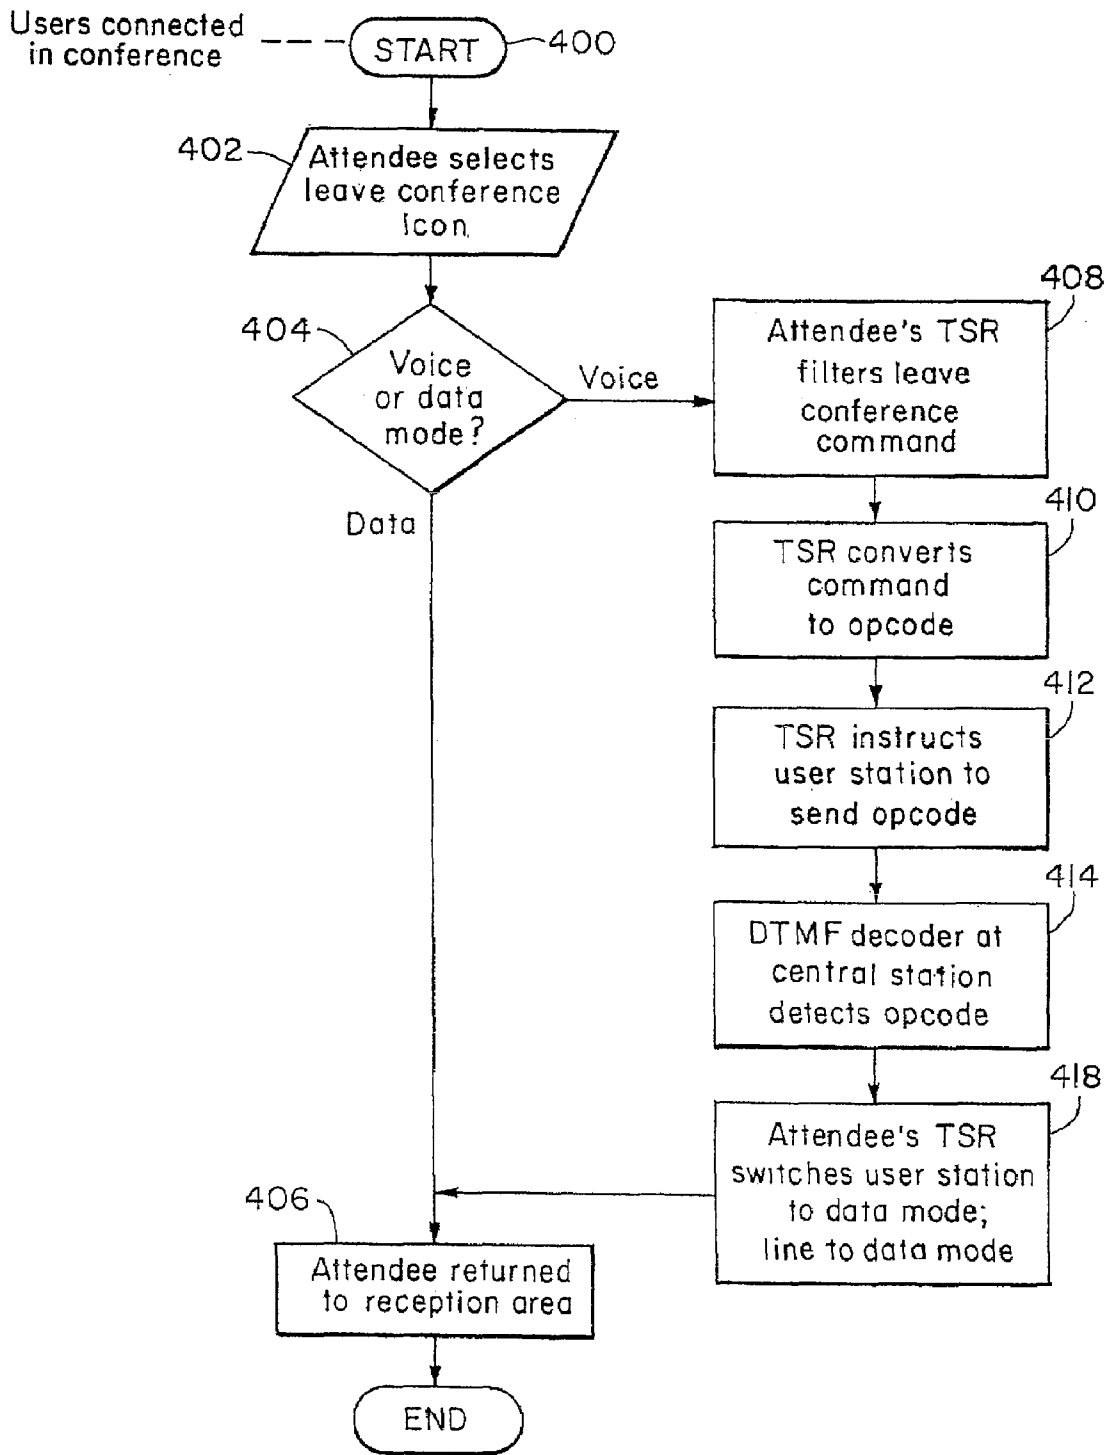 Users connected
in conference
START
400
402
Attendee selects
leave conference
icon
404
Voice
or data
mode?
Voice
Data
408
Attendee's TSR
filters leave
conference
command
410
TSR converts
command
to opcode
412
TSR instructs
user station to
send opcode
414
DTMF decoder at
central station
detects opcode
418
Attendee's TSR
switches user station
to data mode;
line to data mode
406
Attendee returned
to reception area
END